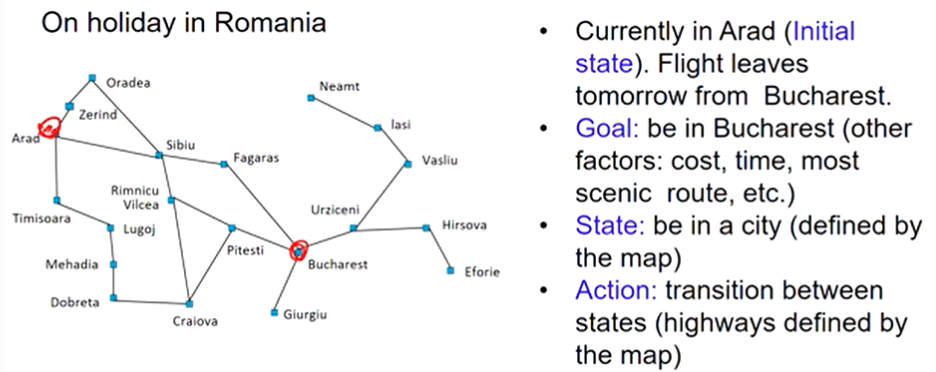 On holiday in Romania
Oradea
Zerind
Arad
Sibiu
Fagaras
Rimnicu
Vilcea
Timisoara
Lugoj
Mehadia
Dobreta
Craiova
Pitesti
Bucharest
Giurgiu
Neamt
Iasi
Vasliu
Urziceni
Hirsova
Eforie
• Currently in Arad (Initial
state). Flight leaves
tomorrow from Bucharest.
• Goal: be in Bucharest (other
factors: cost, time, most
scenic route, etc.)
• State: be in a city (defined by
the map)
• Action: transition between
states (highways defined by
the map)